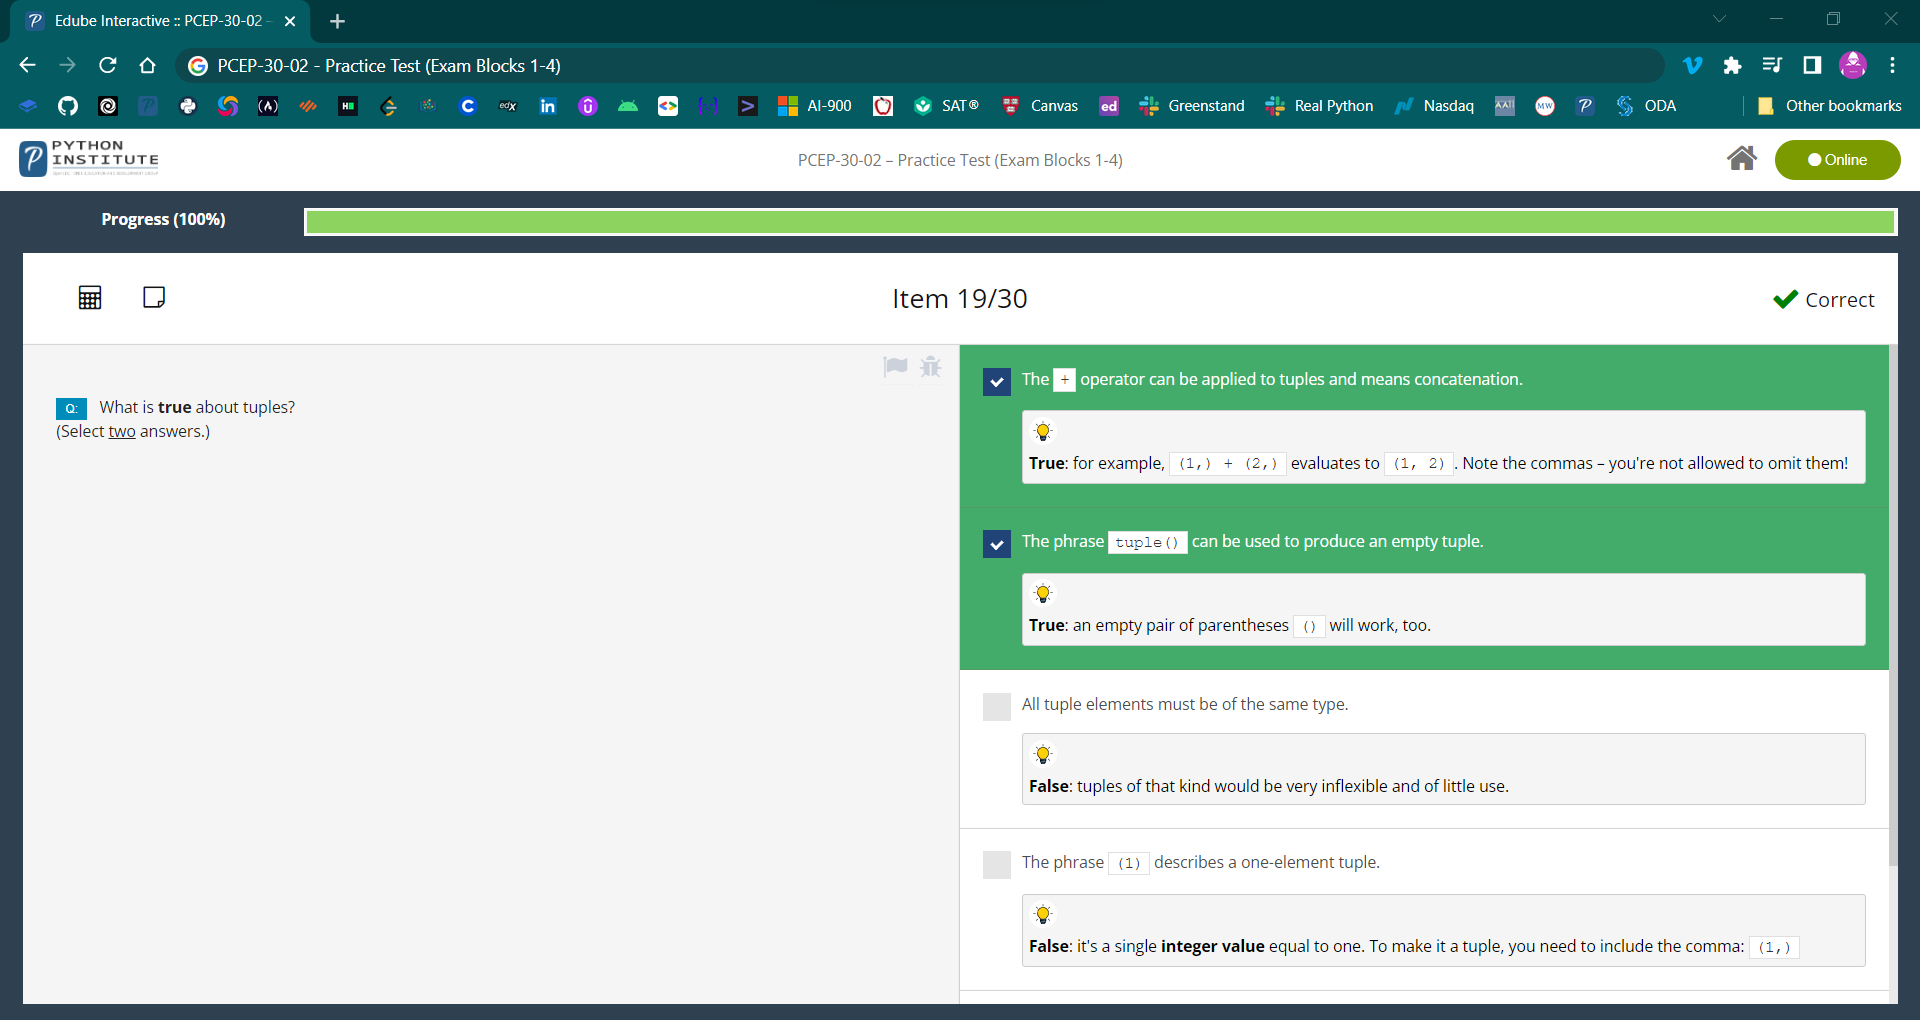 Edube Interactive :: PCEP-30-02 -
PCEP-30-02 - Practice Test (Exam Blocks 1-4)
AI-900
SAT®
Canvas
ed
Greenstand
Real Python
Nasdaq
MW
ODA
Other bookmarks
PYTHON
INSTITUTE
PCEP-30-02 – Practice Test (Exam Blocks 1-4)
Online
Progress (100%)
Item 19/30
Correct
Q: What is true about tuples?
(Select two answers.)
The + operator can be applied to tuples and means concatenation.
True: for example, (1,) + (2,) evaluates to (1, 2). Note the commas – you're not allowed to omit them!
The phrase tuple() can be used to produce an empty tuple.
True: an empty pair of parentheses () will work, too.
All tuple elements must be of the same type.
False: tuples of that kind would be very inflexible and of little use.
The phrase (1) describes a one-element tuple.
False: it's a single integer value equal to one. To make it a tuple, you need to include the comma: (1,)